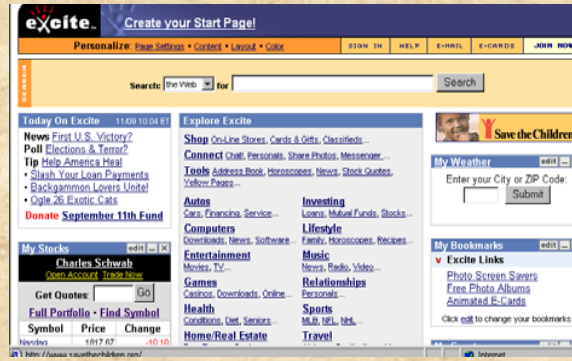 excite.
Create your Start Page!
Personalize: Page Settings • Content • Layout • Color
SIGN IN HELP E-MAIL E-CARDS JOIN NOW
SEARCH
Search: the Web for Search
Today On Excite 11/09 10:04 ET
News First U.S. Victory?
Poll Elections & Terror?
Tip Help America Heal
• Slash Your Loan Payments
• Backgammon Lovers Unite!
• Ogle 26 Exotic Cats
Donate September 11th Fund
My Stocks edit
Charles Schwab
Open Account Trade Now
Get Quotes: GO
Full Portfolio • Find Symbol
Symbol Price Change
Nasdaq 1817.67 -10.10
Explore Excite
Shop On-Line Stores, Cards & Gifts, Classifieds...
Connect Chat!, Personals, Share Photos, Messenger...
Tools Address Book, Horoscopes, News, Stock Quotes,
Yellow Pages...
Autos
Cars, Financing, Service...
Computers
Downloads, News, Software...
Entertainment
Movies, TV...
Games
Casinos, Downloads, Online...
Health
Conditions, Diet, Seniors...
Home/Real Estate
Investing
Loans, Mutual Funds, Stocks...
Lifestyle
Family, Horoscopes, Recipes...
Music
News, Radio, Video...
Relationships
Personals...
Sports
MLB, NFL, NHL...
Travel
Save the Children
My Weather edit
Enter your City or ZIP Code:
Submit
My Bookmarks edit
v Excite Links
Photo Screen Savers
Free Photo Albums
Animated E-Cards
Click edit to change your bookmarks
http://www.savethechildren.org/
Internet